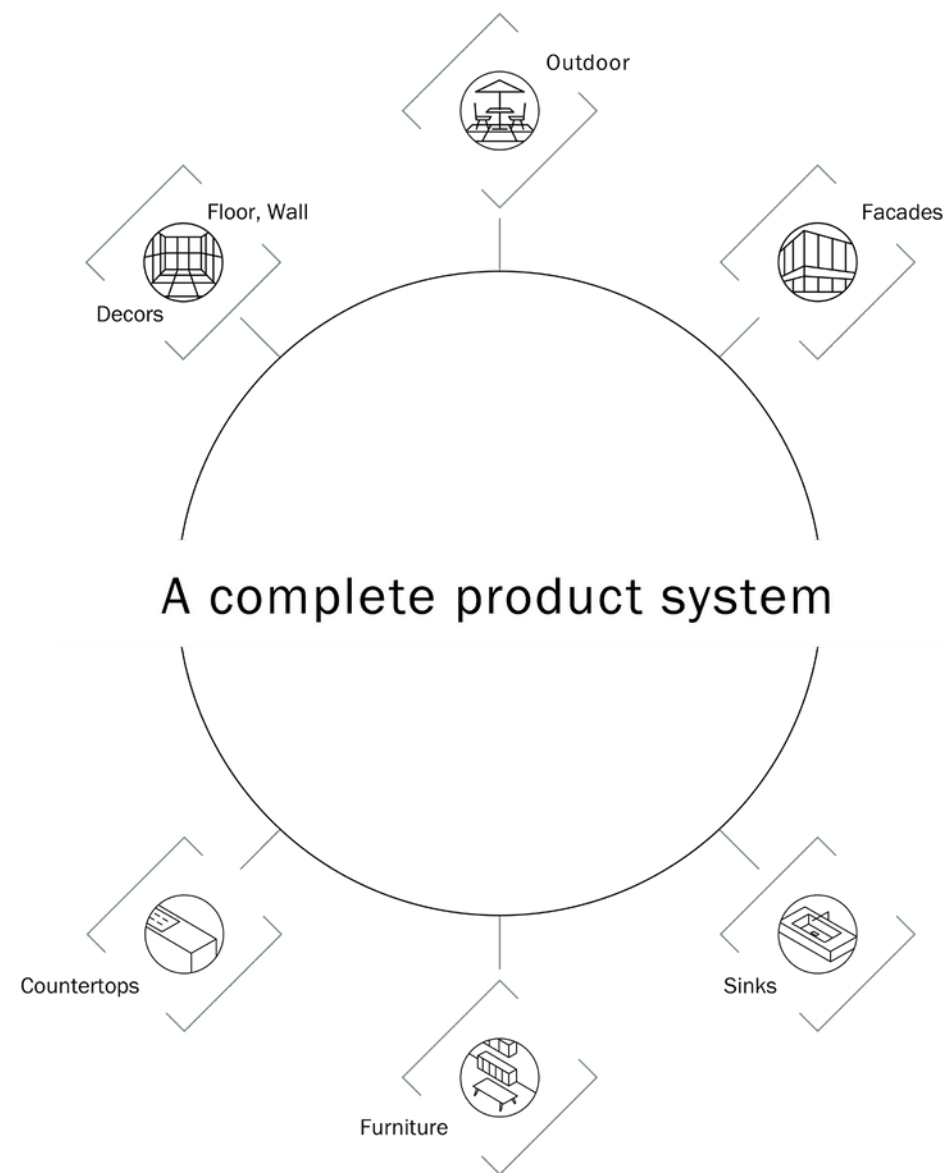 Outdoor
Floor, Wall
Facades
Decors
A complete product system
Countertops
Sinks
Furniture